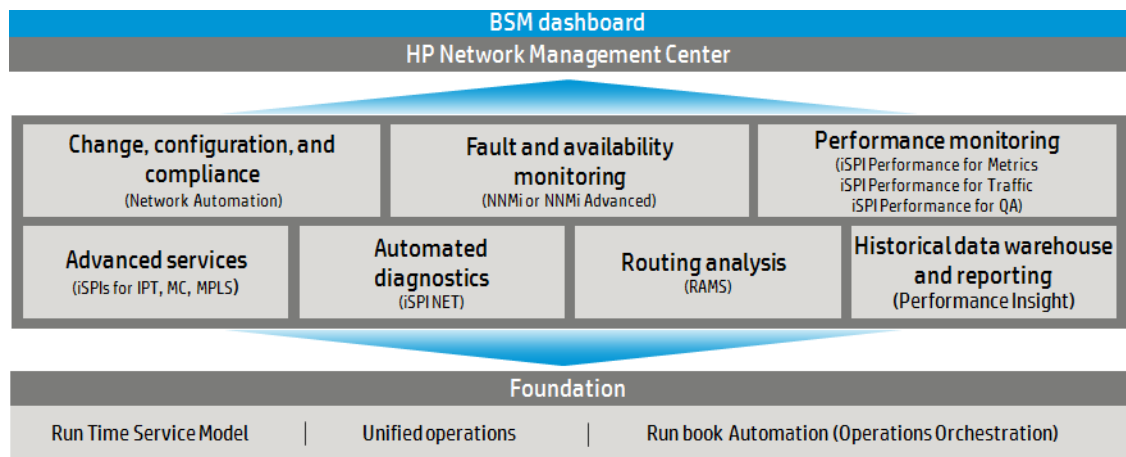 BSM dashboard
HP Network Management Center
Change, configuration, and
compliance
(Network Automation)
Fault and availability
monitoring
(NNMi or NNMi Advanced)
Performance monitoring
(iSPI Performance for Metrics
iSPI Performance for Traffic
iSPI Performance for QA)
Advanced services
(iSPIs for IPT, MC, MPLS)
Automated
diagnostics
(iSPI NET)
Routing analysis
(RAMS)
Historical data warehouse
and reporting
(Performance Insight)
Foundation
Run Time Service Model | Unified operations | Run book Automation (Operations Orchestration)